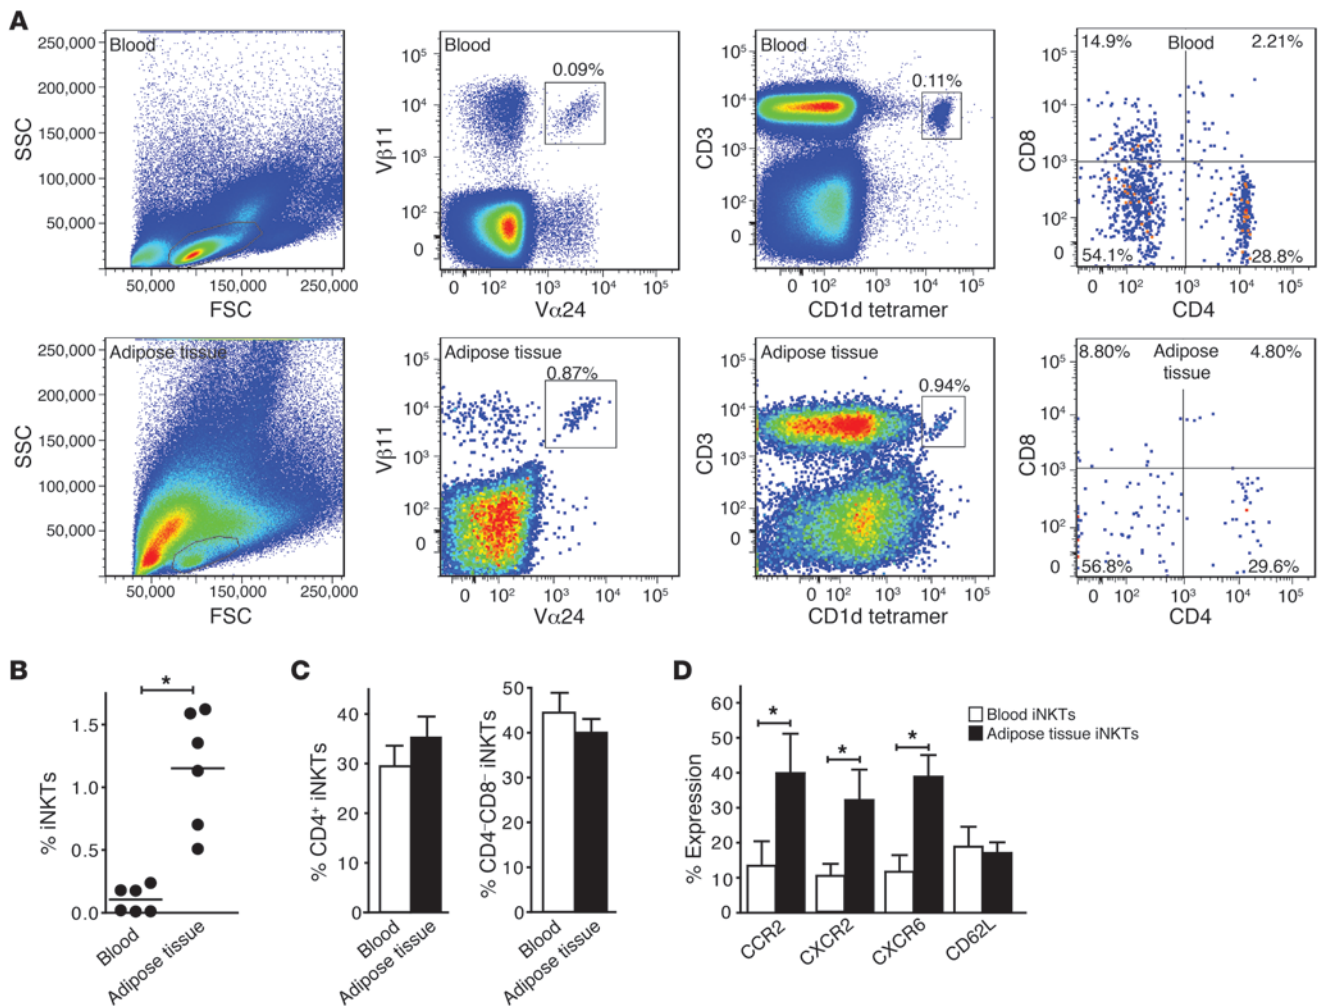 A
Blood
250,000
200,000
150,000
100,000
50,000
0
SSC
50,000 150,000 250,000
FSC
Blood
0.09%
10⁵
10⁴
10³
10²
0
Vβ11
0 10² 10³ 10⁴ 10⁵
Vα24
Blood
0.11%
10⁵
10⁴
10³
10²
0
CD3
0 10² 10³ 10⁴ 10⁵
CD1d tetramer
14.9% Blood 2.21%
10⁵
10⁴
10³
10²
0
CD8
54.1% 28.8%
0 10² 10³ 10⁴ 10⁵
CD4
Adipose tissue
250,000
200,000
150,000
100,000
50,000
0
SSC
50,000 150,000 250,000
FSC
Adipose tissue
0.87%
10⁵
10⁴
10³
10²
0
Vβ11
0 10² 10³ 10⁴ 10⁵
Vα24
Adipose tissue
0.94%
10⁵
10⁴
10³
10²
0
CD3
0 10² 10³ 10⁴ 10⁵
CD1d tetramer
8.80% Adipose 4.80%
tissue
10⁵
10⁴
10³
10²
0
CD8
56.8% 29.6%
0 10² 10³ 10⁴ 10⁵
CD4
B
*
1.5
1.0
0.5
0.0
% iNKTs
Blood
Adipose tissue
C
40
30
20
10
0
% CD4⁺ iNKTs
Blood
Adipose tissue
50
40
30
20
10
0
% CD4⁻CD8⁻ iNKTs
Blood
Adipose tissue
D
60
50
40
30
20
10
0
% Expression
* * *
Blood iNKTs
Adipose tissue iNKTs
CCR2
CXCR2
CXCR6
CD62L